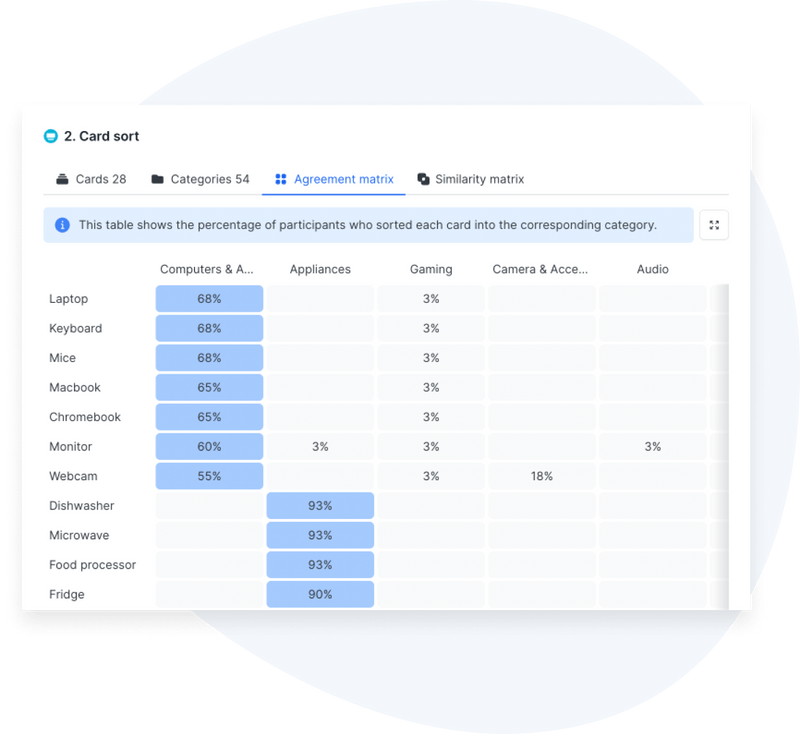 2. Card sort
Cards 28 Categories 54 Agreement matrix Similarity matrix
This table shows the percentage of participants who sorted each card into the corresponding category.
Computers & A... Appliances Gaming Camera & Acce... Audio
Laptop 68% 3%
Keyboard 68% 3%
Mice 68% 3%
Macbook 65% 3%
Chromebook 65% 3%
Monitor 60% 3% 3% 3%
Webcam 55% 3% 18%
Dishwasher 93%
Microwave 93%
Food processor 93%
Fridge 90%